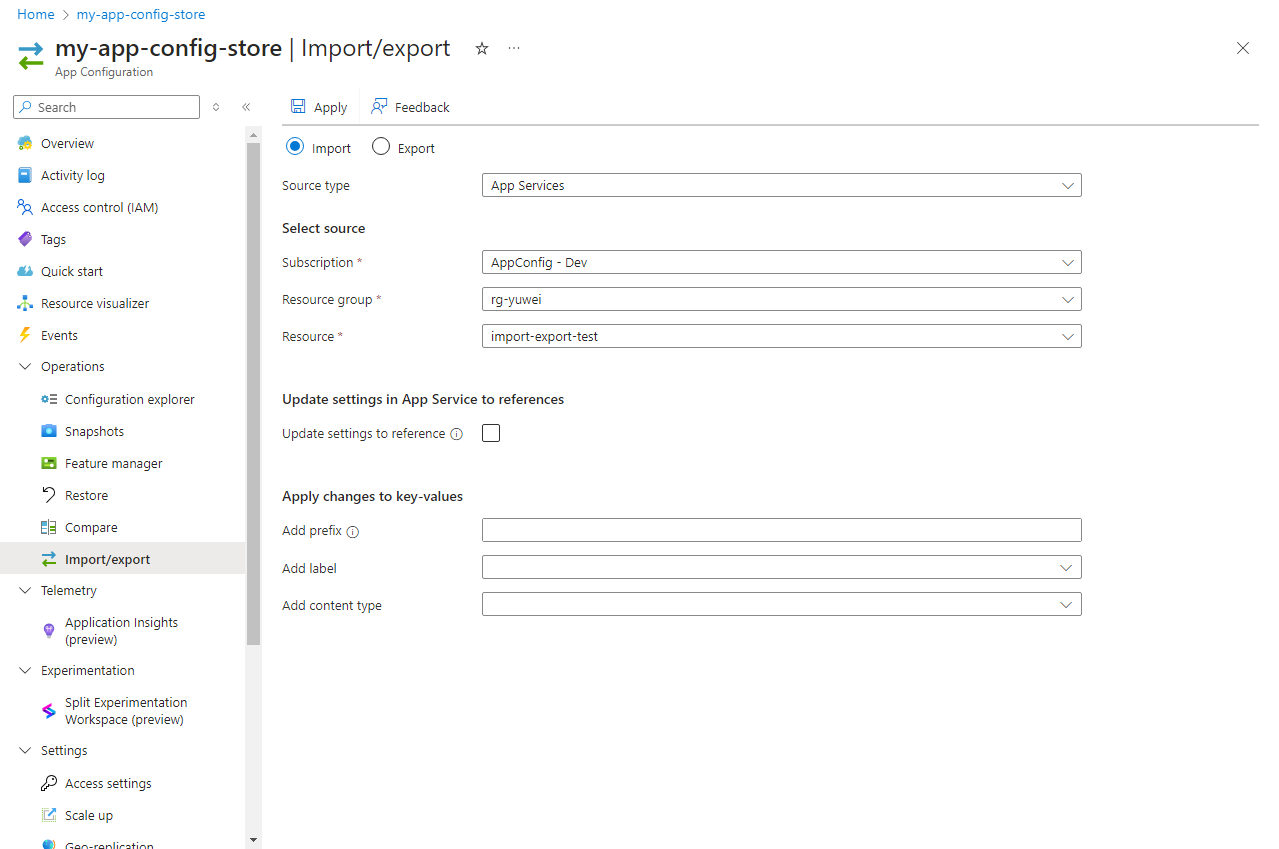 Home > my-app-config-store
my-app-config-store | Import/export
App Configuration
Search
Overview
Activity log
Access control (IAM)
Tags
Quick start
Resource visualizer
Events
Operations
Configuration explorer
Snapshots
Feature manager
Restore
Compare
Import/export
Telemetry
Application Insights
(preview)
Experimentation
Split Experimentation
Workspace (preview)
Settings
Access settings
Scale up
Geo-replication
Apply Feedback
Import Export
Source type App Services
Select source
Subscription * AppConfig - Dev
Resource group * rg-yuwei
Resource * import-export-test
Update settings in App Service to references
Update settings to reference
Apply changes to key-values
Add prefix
Add label
Add content type